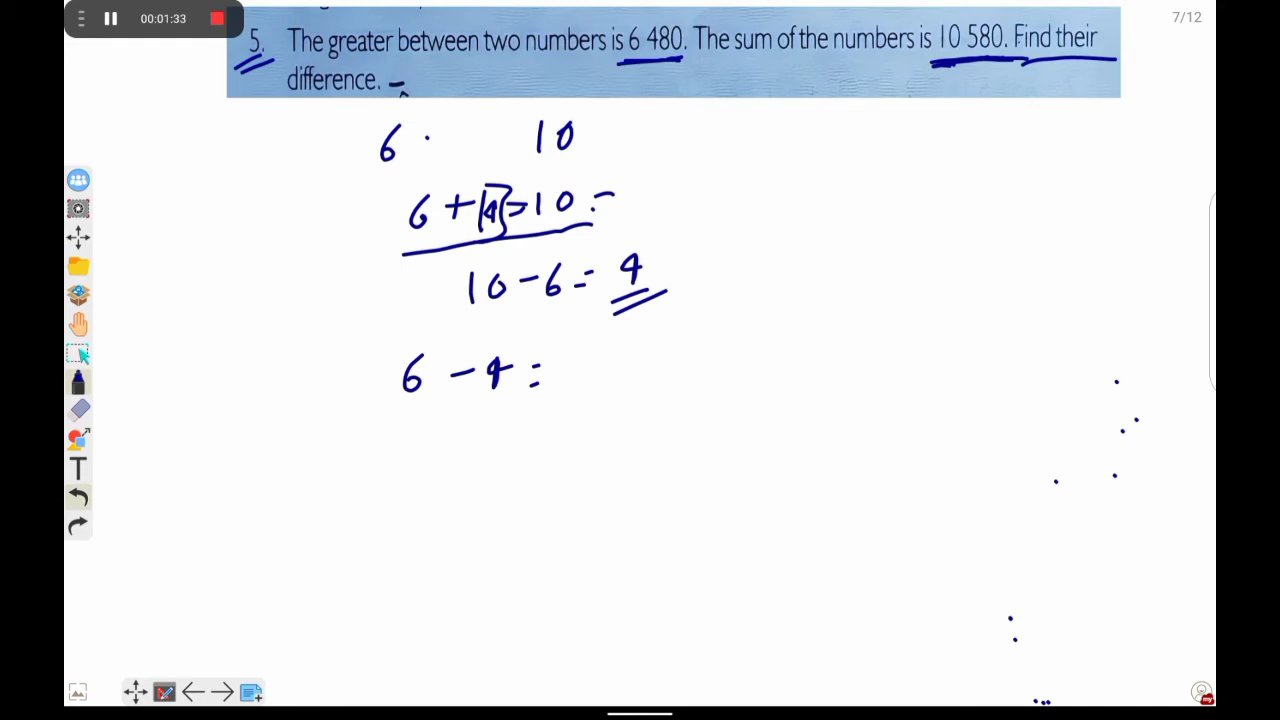 00:01:33
7/12
5. The greater between two numbers is 6 480. The sum of the numbers is 10 580. Find their
difference.
6 10
6 + 4 = 10
10 - 6 = 4
6 - 4 =
T